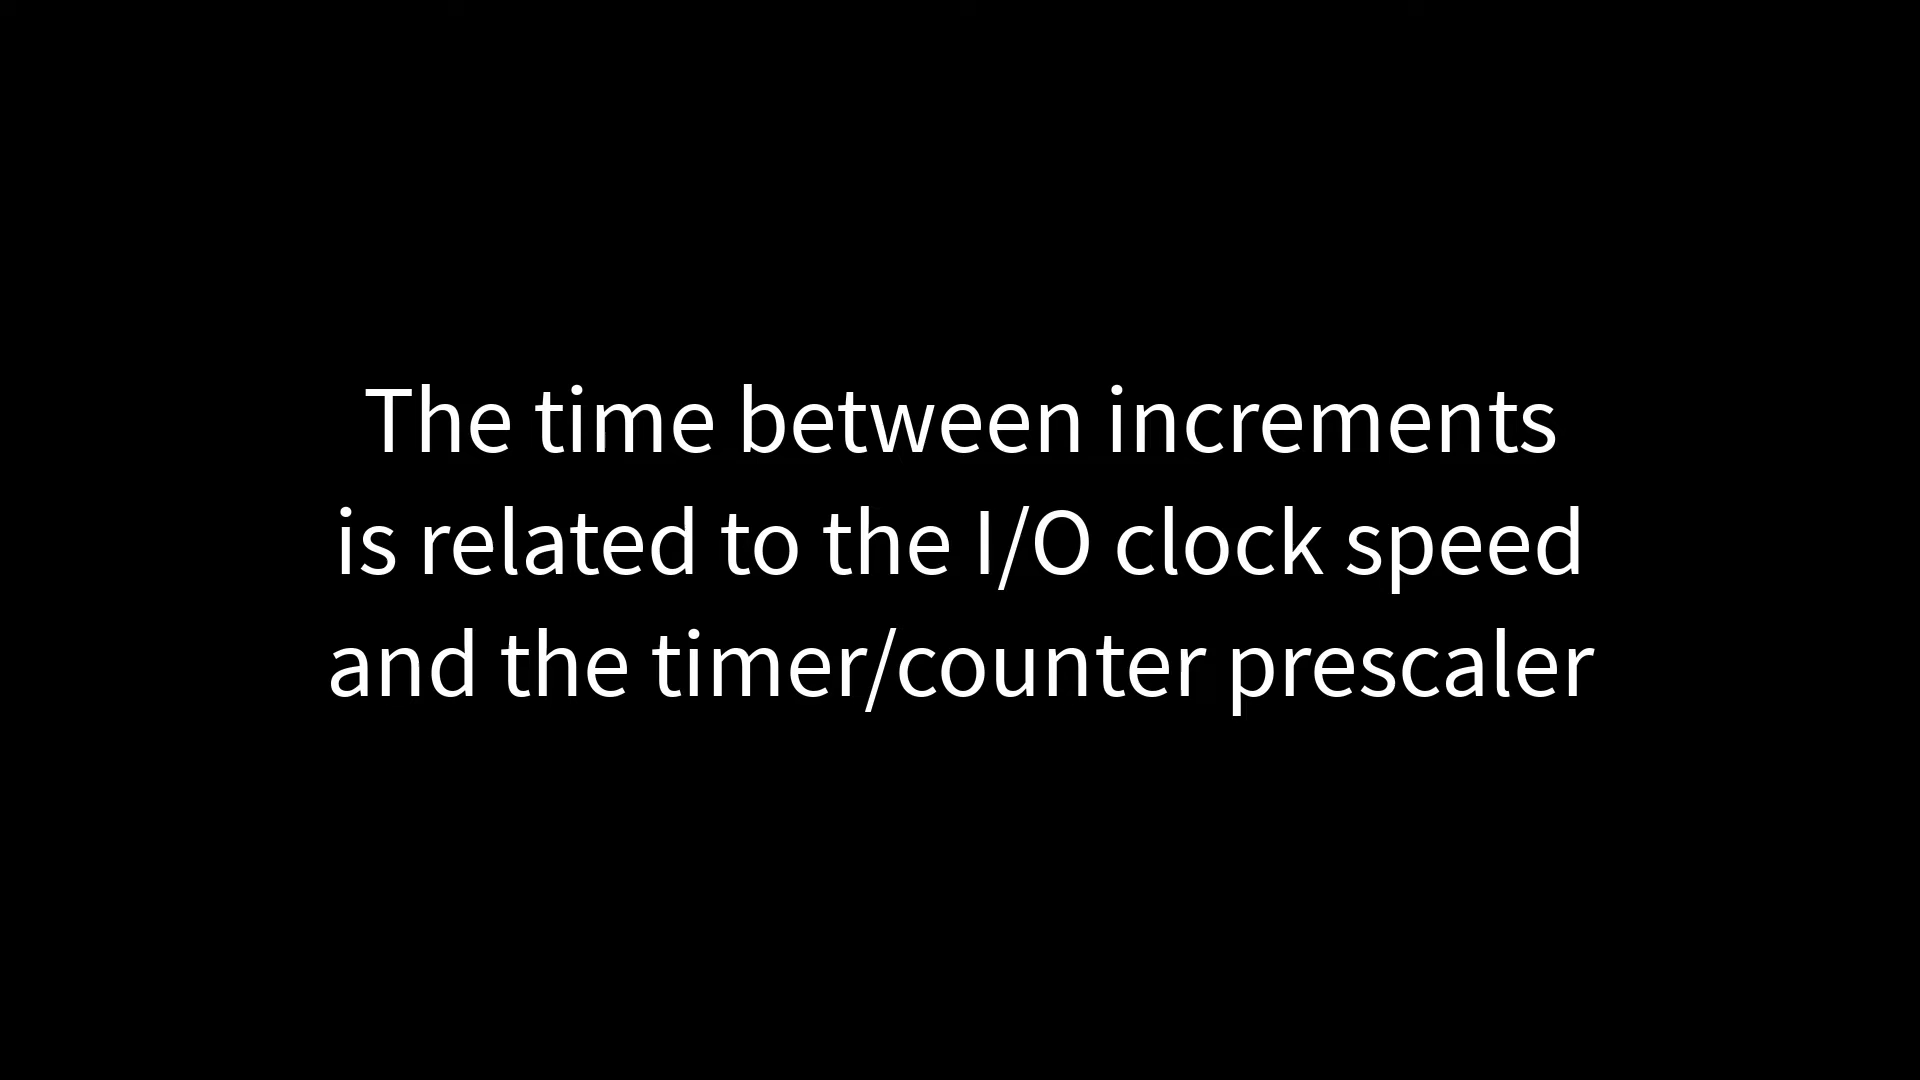 The time between increments
is related to the I/O clock speed
and the timer/counter prescaler